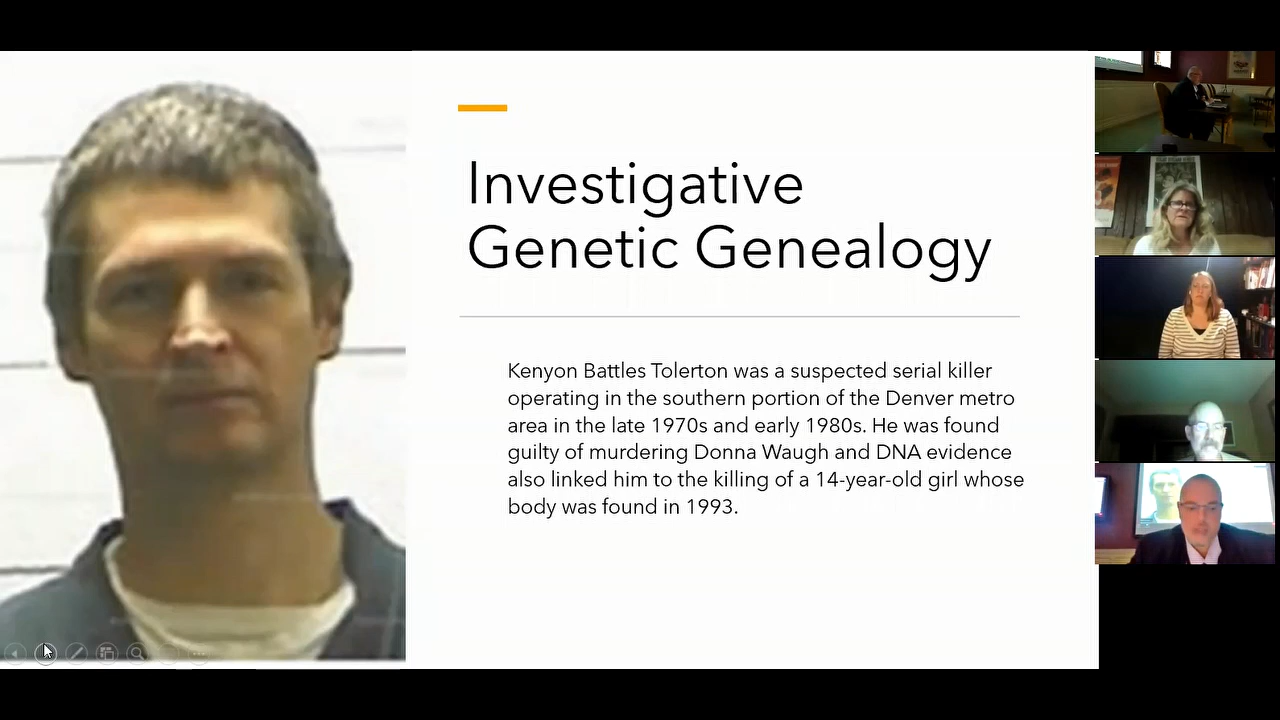 Investigative
Genetic Genealogy
Kenyon Battles Tolerton was a suspected serial killer
operating in the southern portion of the Denver metro
area in the late 1970s and early 1980s. He was found
guilty of murdering Donna Waugh and DNA evidence
also linked him to the killing of a 14-year-old girl whose
body was found in 1993.